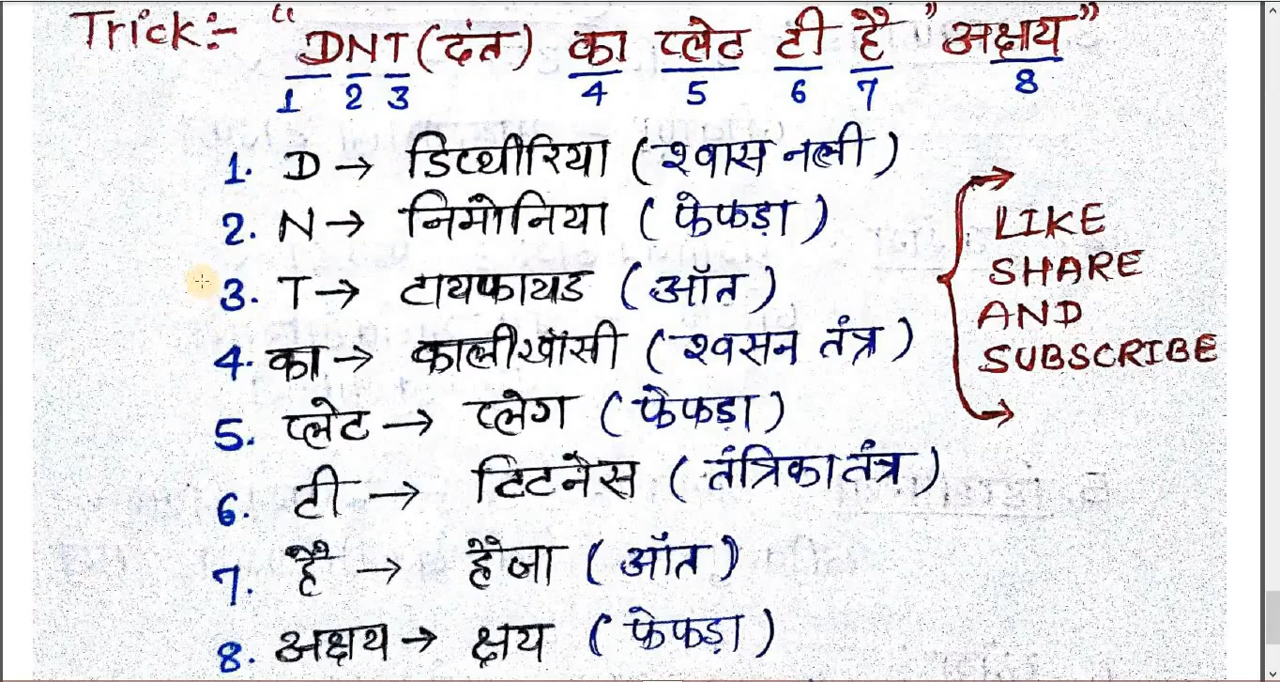 Trick:- "DNT (दंत) का प्लेट टी है "अक्षय"
1 2 3 4 5 6 7 8
1. D → डिप्थीरिया (श्वास नली)
2. N → निमोनिया (फेफड़ा)
3. T → टायफायड (आँत)
4. का → कालीखाँसी (श्वसन तंत्र)
5. प्लेट → प्लेग (फेफड़ा)
6. टी → टिटनेस (तंत्रिका तंत्र)
7. है → हैजा (आँत)
8. अक्षय → क्षय (फेफड़ा)
LIKE
SHARE
AND
SUBSCRIBE